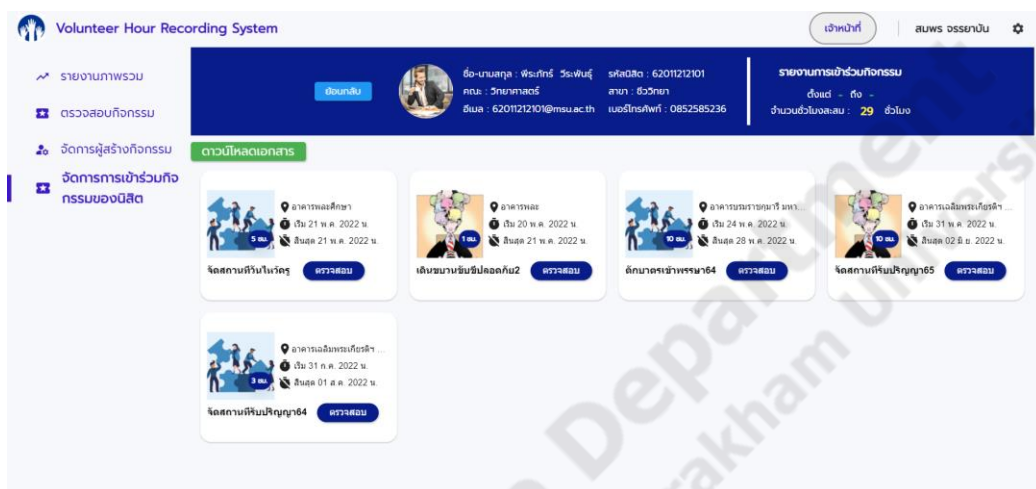 Volunteer Hour Recording System
เจ้าหน้าที่
สมพร จรรยาบัน
รายงานภาพรวม
ตรวจสอบกิจกรรม
จัดการผู้สร้างกิจกรรม
จัดการการเข้าร่วมกิจ
กรรมของนิสิต
ย้อนกลับ
ชื่อ-นามสกุล : พีระภัทร์ วีระพันธุ์ รหัสนิสิต : 62011212101
คณะ : วิทยาศาสตร์ สาขา : ชีววิทยา
อีเมล : 62011212101@msu.ac.th เบอร์โทรศัพท์ : 0852585236
รายงานการเข้าร่วมกิจกรรม
ตั้งแต่ - ถึง -
จำนวนชั่วโมงสะสม : 29 ชั่วโมง
ดาวน์โหลดเอกสาร
อาคารพละศึกษา
เริ่ม 21 พ.ค. 2022 น.
สิ้นสุด 21 พ.ค. 2022 น.
5 ชม.
จัดสถานที่วันไหว้ครู ตรวจสอบ
อาคารพละ
เริ่ม 20 พ.ค. 2022 น.
สิ้นสุด 21 พ.ค. 2022 น.
1 ชม.
เดินขบวนขับขี่ปลอดภัย2 ตรวจสอบ
อาคารบรมราชกุมารี มหา...
เริ่ม 24 พ.ค. 2022 น.
สิ้นสุด 28 พ.ค. 2022 น.
10 ชม.
ตักบาตรเข้าพรรษา64 ตรวจสอบ
อาคารเฉลิมพระเกียรติฯ ...
เริ่ม 31 พ.ค. 2022 น.
สิ้นสุด 02 มิ.ย. 2022 น.
10 ชม.
จัดสถานที่รับปริญญา65 ตรวจสอบ
อาคารเฉลิมพระเกียรติฯ ...
เริ่ม 31 ก.ค. 2022 น.
สิ้นสุด 01 ส.ค. 2022 น.
3 ชม.
จัดสถานที่รับปริญญา64 ตรวจสอบ